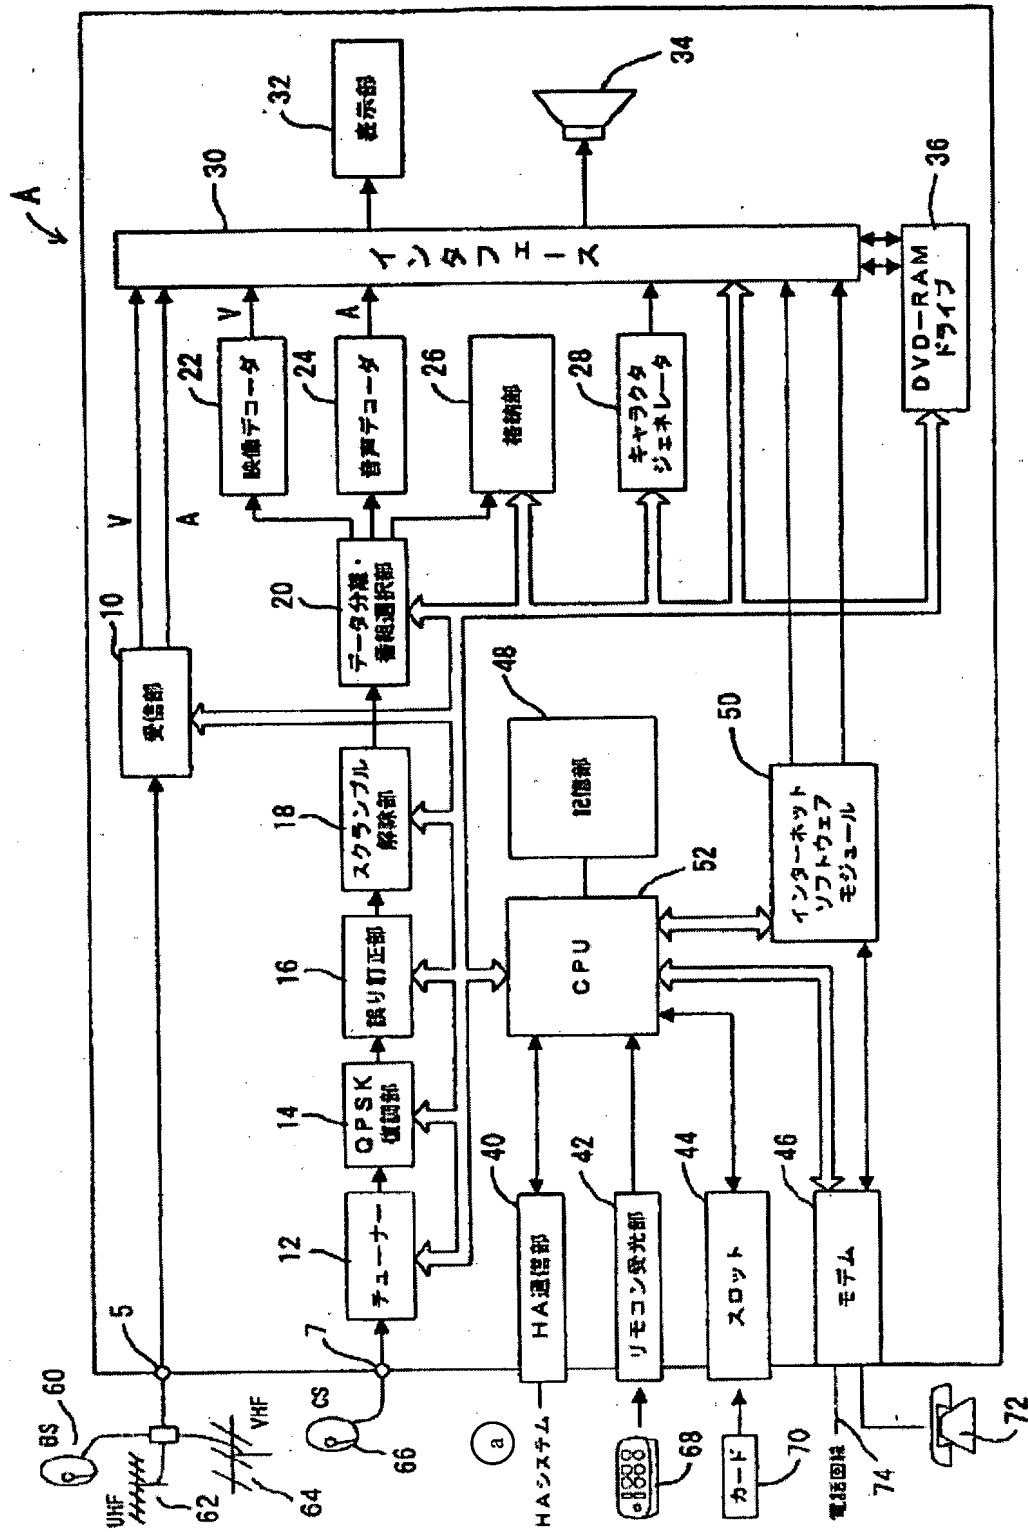 A
BS
60
UHF
62
VHF
64
5
10
受信部
V
A
CS
66
7
12
チューナー
14
QPSK
復調部
16
誤り訂正部
18
スクランブル
解除部
20
データ分離・
番組選択部
22
映像デコーダ
V
24
音声デコーダ
A
26
格納部
28
キャラクタ
ジェネレータ
30
インタフェース
32
表示部
34
36
DVD-RAM
ドライブ
a
HAシステム
40
HA通信部
68
42
リモコン受光部
カード
70
44
スロット
電話回線
74
72
46
モデム
CPU
52
48
記憶部
50
インターネット
ソフトウェア
モジュール